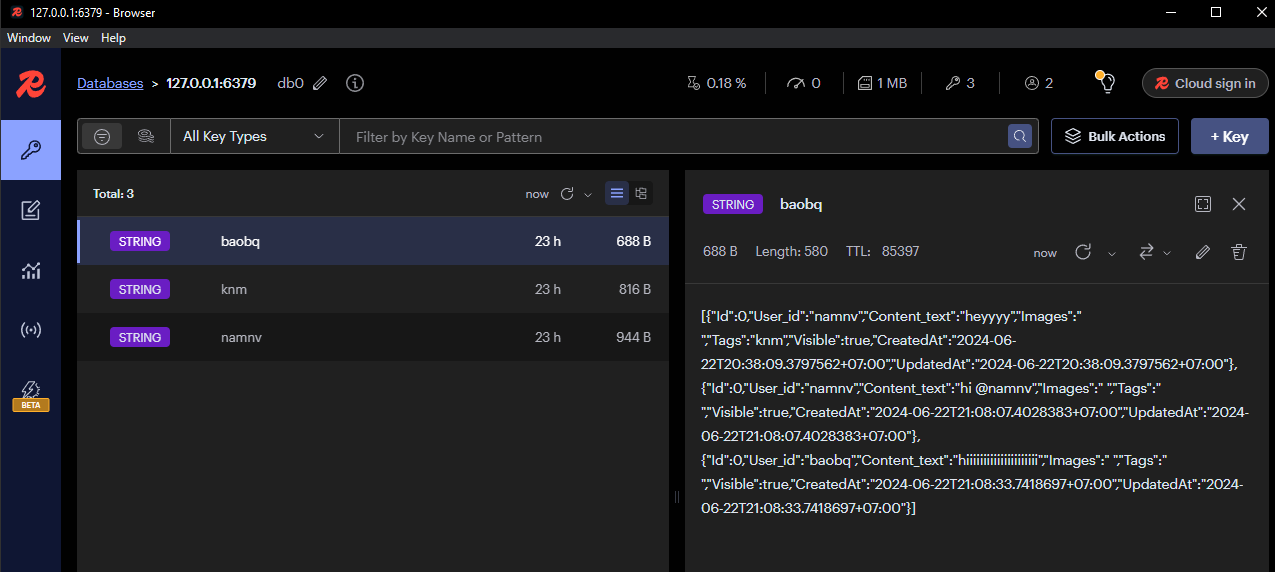 127.0.0.1:6379 - Browser
Window View Help
Databases > 127.0.0.1:6379 db0 0.18 % 0 1 MB 3 2 Cloud sign in
All Key Types Filter by Key Name or Pattern Bulk Actions + Key
Total: 3 now
STRING baobq 23 h 688 B
STRING knm 23 h 816 B
STRING namnv 23 h 944 B
BETA
STRING baobq
688 B Length: 580 TTL: 85397 now
[{"Id":0,"User_id":"namnv","Content_text":"heyyyy","Images":"
","Tags":"knm","Visible":true,"CreatedAt":"2024-06-
22T20:38:09.3797562+07:00","UpdatedAt":"2024-06-22T20:38:09.3797562+07:00"},
{"Id":0,"User_id":"namnv","Content_text":"hi @namnv","Images":" ","Tags":"
","Visible":true,"CreatedAt":"2024-06-22T21:08:07.4028383+07:00","UpdatedAt":"2024-
06-22T21:08:07.4028383+07:00"},
{"Id":0,"User_id":"baobq","Content_text":"hiiiiiiiiiiiiiiiiiiiii","Images":" ","Tags":"
","Visible":true,"CreatedAt":"2024-06-22T21:08:33.7418697+07:00","UpdatedAt":"2024-
06-22T21:08:33.7418697+07:00"}]